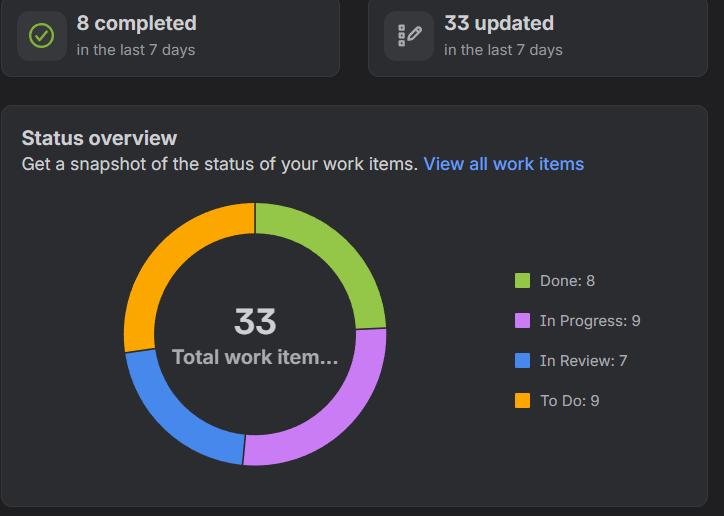 8 completed
in the last 7 days
33 updated
in the last 7 days
Status overview
Get a snapshot of the status of your work items. View all work items
33
Total work item...
Done: 8
In Progress: 9
In Review: 7
To Do: 9